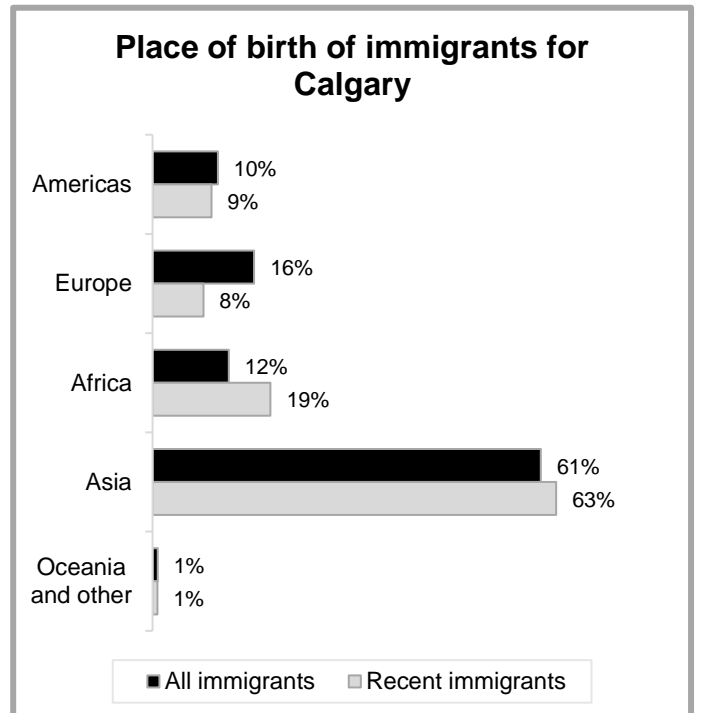 Place of birth of immigrants for
Calgary
Americas
10%
9%
Europe
16%
8%
Africa
12%
19%
Asia
61%
63%
Oceania
and other
1%
1%
All immigrants
Recent immigrants